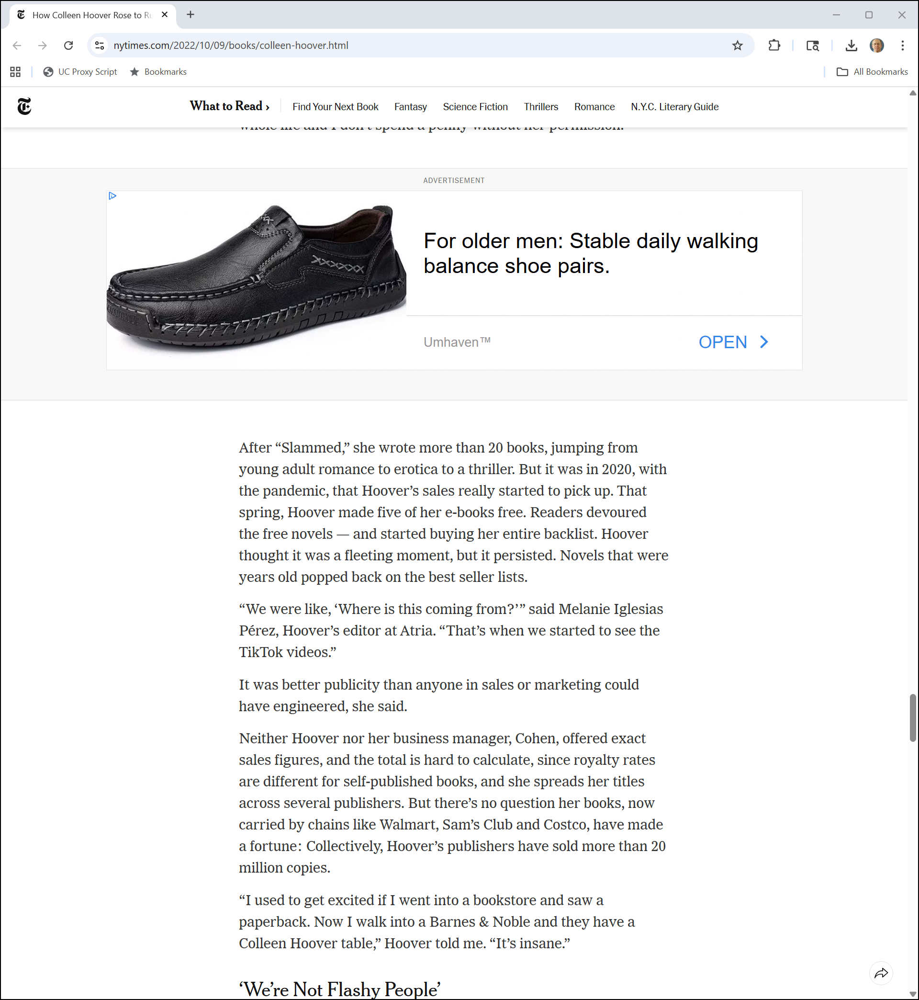 How Colleen Hoover Rose to Ru
nytimes.com/2022/10/09/books/colleen-hoover.html
UC Proxy Script
Bookmarks
All Bookmarks
What to Read ›
Find Your Next Book
Fantasy
Science Fiction
Thrillers
Romance
N.Y.C. Literary Guide
whole life and I don't spend a penny without her permission.
ADVERTISEMENT
For older men: Stable daily walking
balance shoe pairs.
Umhaven™
OPEN
After “Slammed,” she wrote more than 20 books, jumping from
young adult romance to erotica to a thriller. But it was in 2020, with
the pandemic, that Hoover’s sales really started to pick up. That
spring, Hoover made five of her e-books free. Readers devoured
the free novels — and started buying her entire backlist. Hoover
thought it was a fleeting moment, but it persisted. Novels that were
years old popped back on the best seller lists.
“We were like, ‘Where is this coming from?’” said Melanie Iglesias
Pérez, Hoover’s editor at Atria. “That’s when we started to see the
TikTok videos.”
It was better publicity than anyone in sales or marketing could
have engineered, she said.
Neither Hoover nor her business manager, Cohen, offered exact
sales figures, and the total is hard to calculate, since royalty rates
are different for self-published books, and she spreads her titles
across several publishers. But there’s no question her books, now
carried by chains like Walmart, Sam’s Club and Costco, have made
a fortune: Collectively, Hoover’s publishers have sold more than 20
million copies.
“I used to get excited if I went into a bookstore and saw a
paperback. Now I walk into a Barnes & Noble and they have a
Colleen Hoover table,” Hoover told me. “It’s insane.”
‘We’re Not Flashy People’